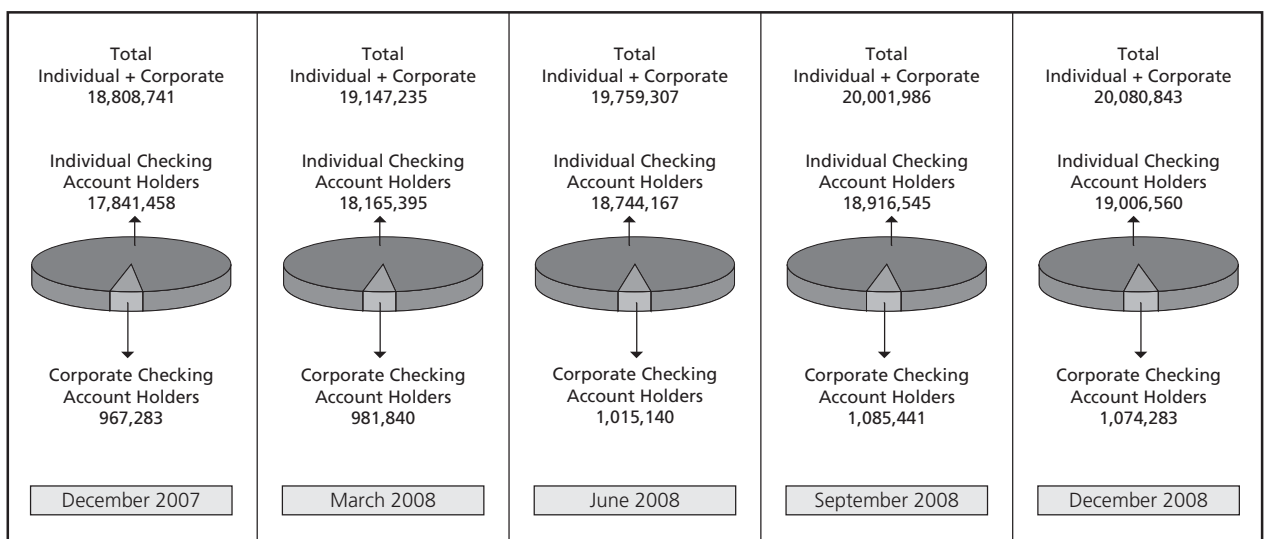 Total
Individual + Corporate
18,808,741
Individual Checking
Account Holders
17,841,458
Corporate Checking
Account Holders
967,283
December 2007
Total
Individual + Corporate
19,147,235
Individual Checking
Account Holders
18,165,395
Corporate Checking
Account Holders
981,840
March 2008
Total
Individual + Corporate
19,759,307
Individual Checking
Account Holders
18,744,167
Corporate Checking
Account Holders
1,015,140
June 2008
Total
Individual + Corporate
20,001,986
Individual Checking
Account Holders
18,916,545
Corporate Checking
Account Holders
1,085,441
September 2008
Total
Individual + Corporate
20,080,843
Individual Checking
Account Holders
19,006,560
Corporate Checking
Account Holders
1,074,283
December 2008